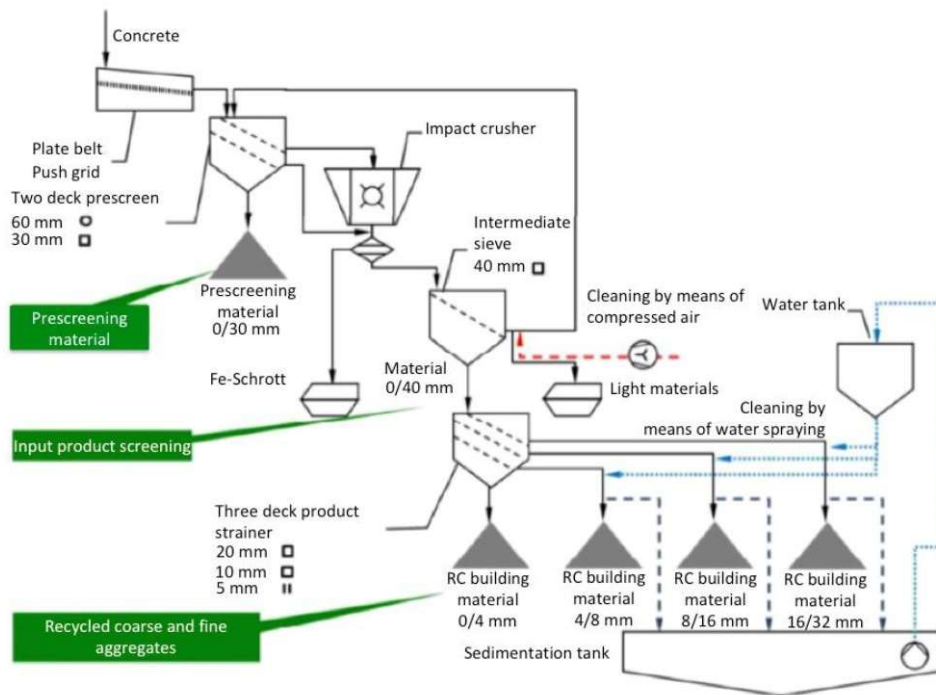 Concrete
Plate belt
Push grid
Two deck prescreen
60 mm
30 mm
Impact crusher
Intermediate
sieve
40 mm
Prescreening
material
0/30 mm
Prescreening
material
Cleaning by means of
compressed air
Water tank
Fe-Schrott
Material
0/40 mm
Light materials
Input product screening
Cleaning by
means of water spraying
Three deck product
strainer
20 mm
10 mm
5 mm
RC building
material
0/4 mm
RC building
material
4/8 mm
RC building
material
8/16 mm
RC building
material
16/32 mm
Recycled coarse and fine
aggregates
Sedimentation tank